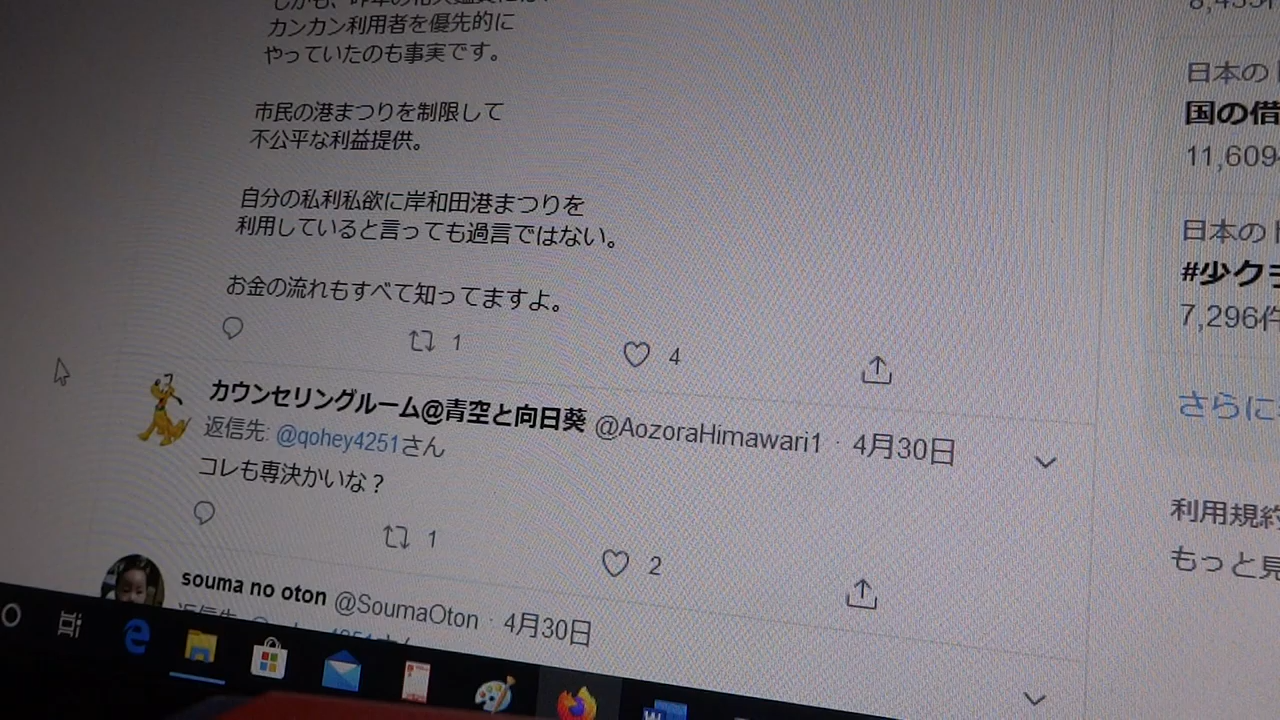 カンカン利用者を優先的に
やっていたのも事実です。
市民の港まつりを制限して
不公平な利益提供。
自分の私利私欲に岸和田港まつりを
利用していると言っても過言ではない。
お金の流れもすべて知ってますよ。
1 4
カウンセリングルーム@青空と向日葵 @AozoraHimawari1 · 4月30日
返信先: @qohey4251さん
コレも専決かいな？
1 2
souma no oton @SoumaOton · 4月30日
日本の
国の借
11,609
日本の
#少ク
7,296件
さらに
利用規約
もっと見